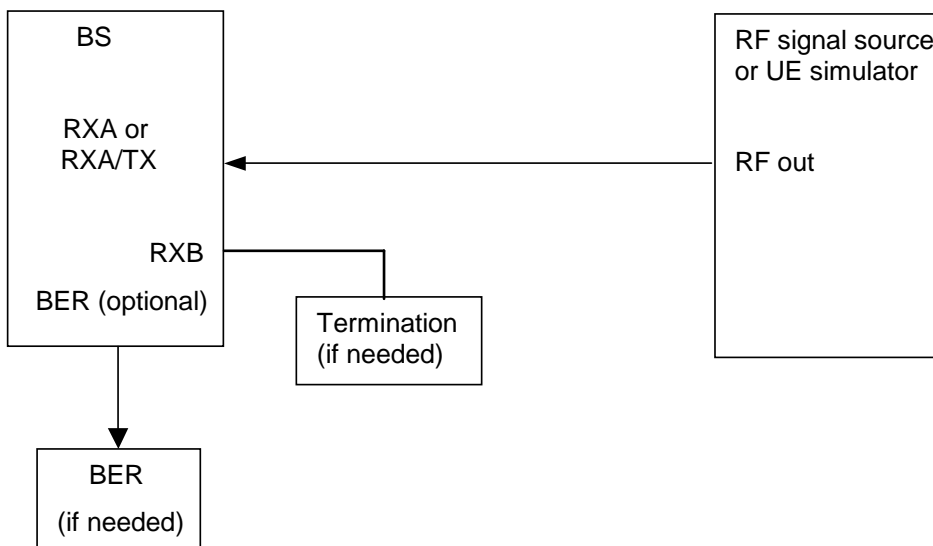 BS
RXA or
RXA/TX
RXB
BER (optional)
RF signal source
or UE simulator
RF out
Termination
(if needed)
BER
(if needed)